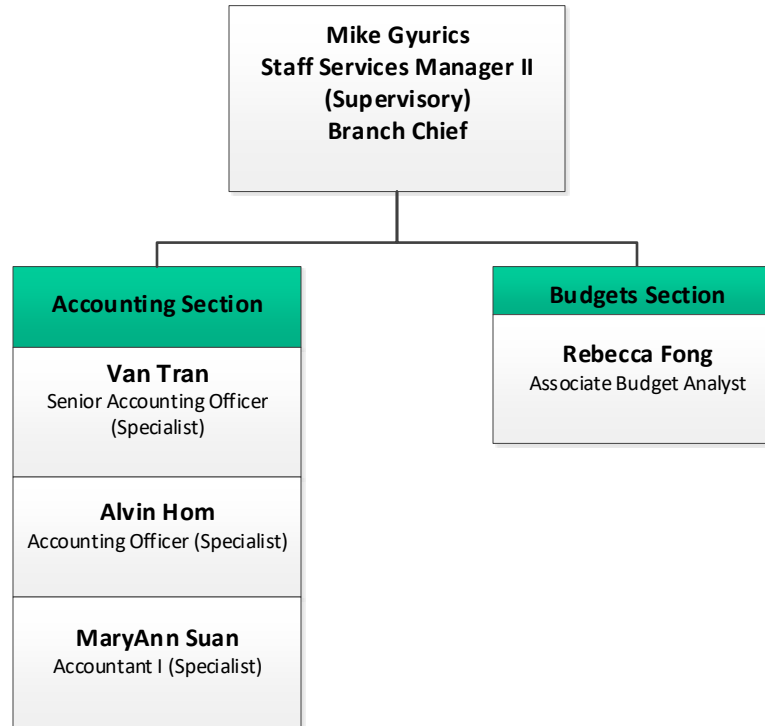 Mike Gyurics
Staff Services Manager II
(Supervisory)
Branch Chief
Accounting Section
Van Tran
Senior Accounting Officer
(Specialist)
Alvin Hom
Accounting Officer (Specialist)
MaryAnn Suan
Accountant I (Specialist)
Budgets Section
Rebecca Fong
Associate Budget Analyst